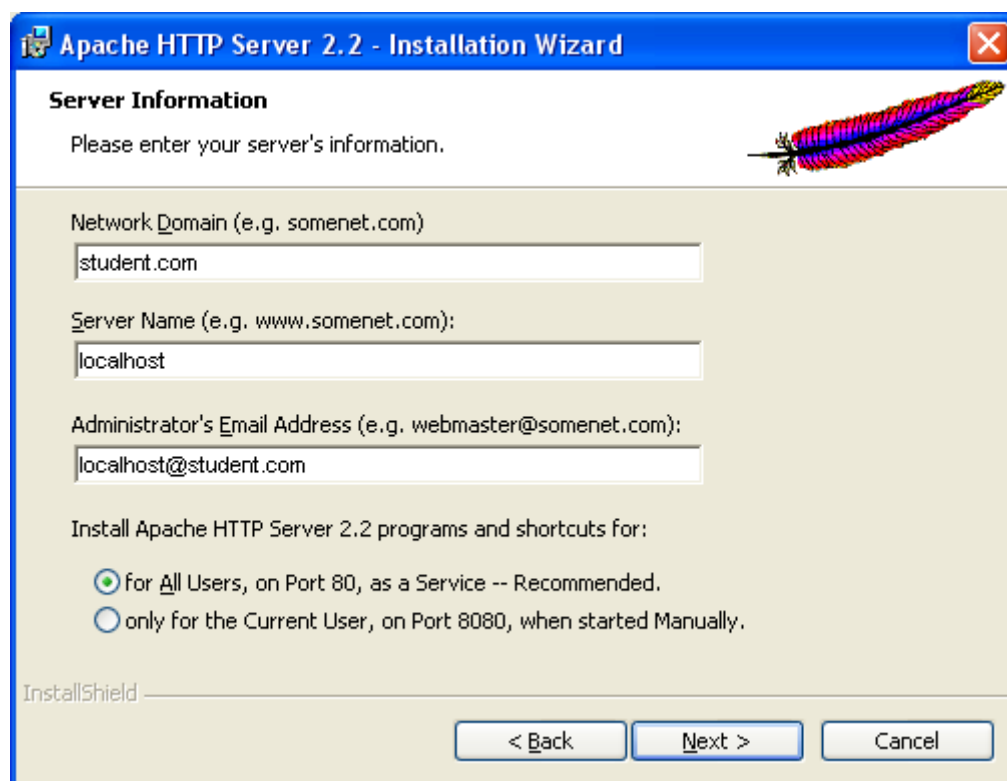 Apache HTTP Server 2.2 - Installation Wizard
Server Information
Please enter your server's information.
Network Domain (e.g. somenet.com)
student.com
Server Name (e.g. www.somenet.com):
localhost
Administrator's Email Address (e.g. webmaster@somenet.com):
localhost@student.com
Install Apache HTTP Server 2.2 programs and shortcuts for:
for All Users, on Port 80, as a Service -- Recommended.
only for the Current User, on Port 8080, when started Manually.
InstallShield
< Back Next > Cancel